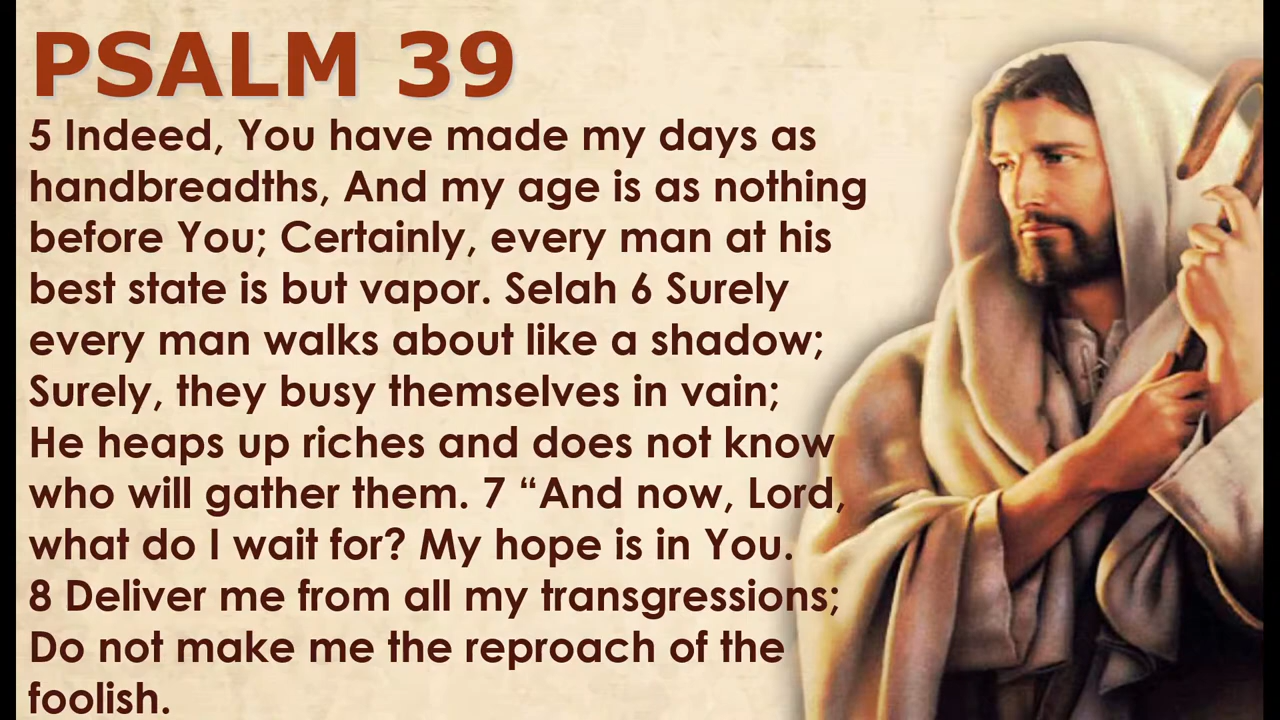 PSALM 39
5 Indeed, You have made my days as
handbreadths, And my age is as nothing
before You; Certainly, every man at his
best state is but vapor. Selah 6 Surely
every man walks about like a shadow;
Surely, they busy themselves in vain;
He heaps up riches and does not know
who will gather them. 7 “And now, Lord,
what do I wait for? My hope is in You.
8 Deliver me from all my transgressions;
Do not make me the reproach of the
foolish.